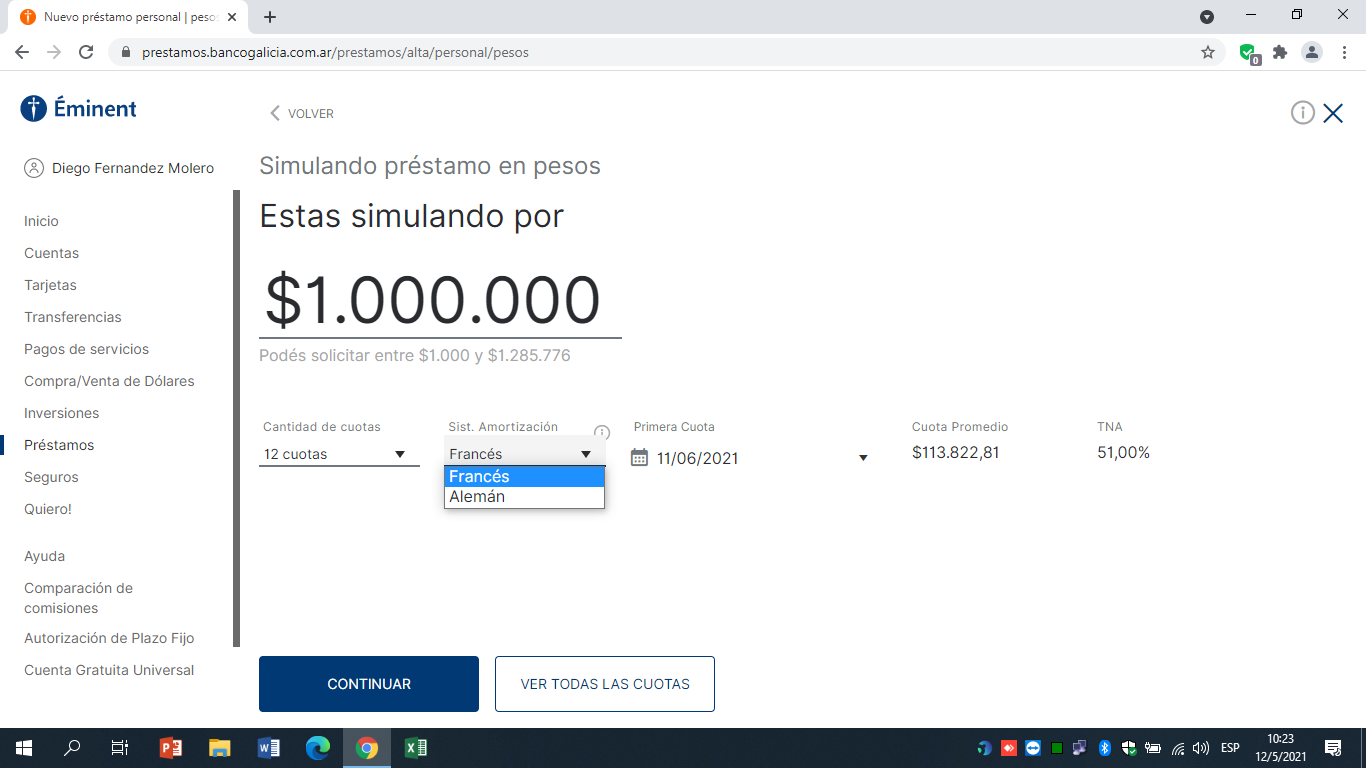 Nuevo préstamo personal | peso
prestamos.bancogalicia.com.ar/prestamos/alta/personal/pesos
0
Éminent
VOLVER
Diego Fernandez Molero
Inicio
Cuentas
Tarjetas
Transferencias
Pagos de servicios
Compra/Venta de Dólares
Inversiones
Préstamos
Seguros
Quiero!
Ayuda
Comparación de
comisiones
Autorización de Plazo Fijo
Cuenta Gratuita Universal
Simulando préstamo en pesos
Estas simulando por
$1.000.000
Podés solicitar entre $1.000 y $1.285.776
Cantidad de cuotas
12 cuotas
Sist. Amortización
Francés
Francés
Alemán
Primera Cuota
11/06/2021
Cuota Promedio
$113.822,81
TNA
51,00%
CONTINUAR
VER TODAS LAS CUOTAS
ESP
10:23
12/5/2021